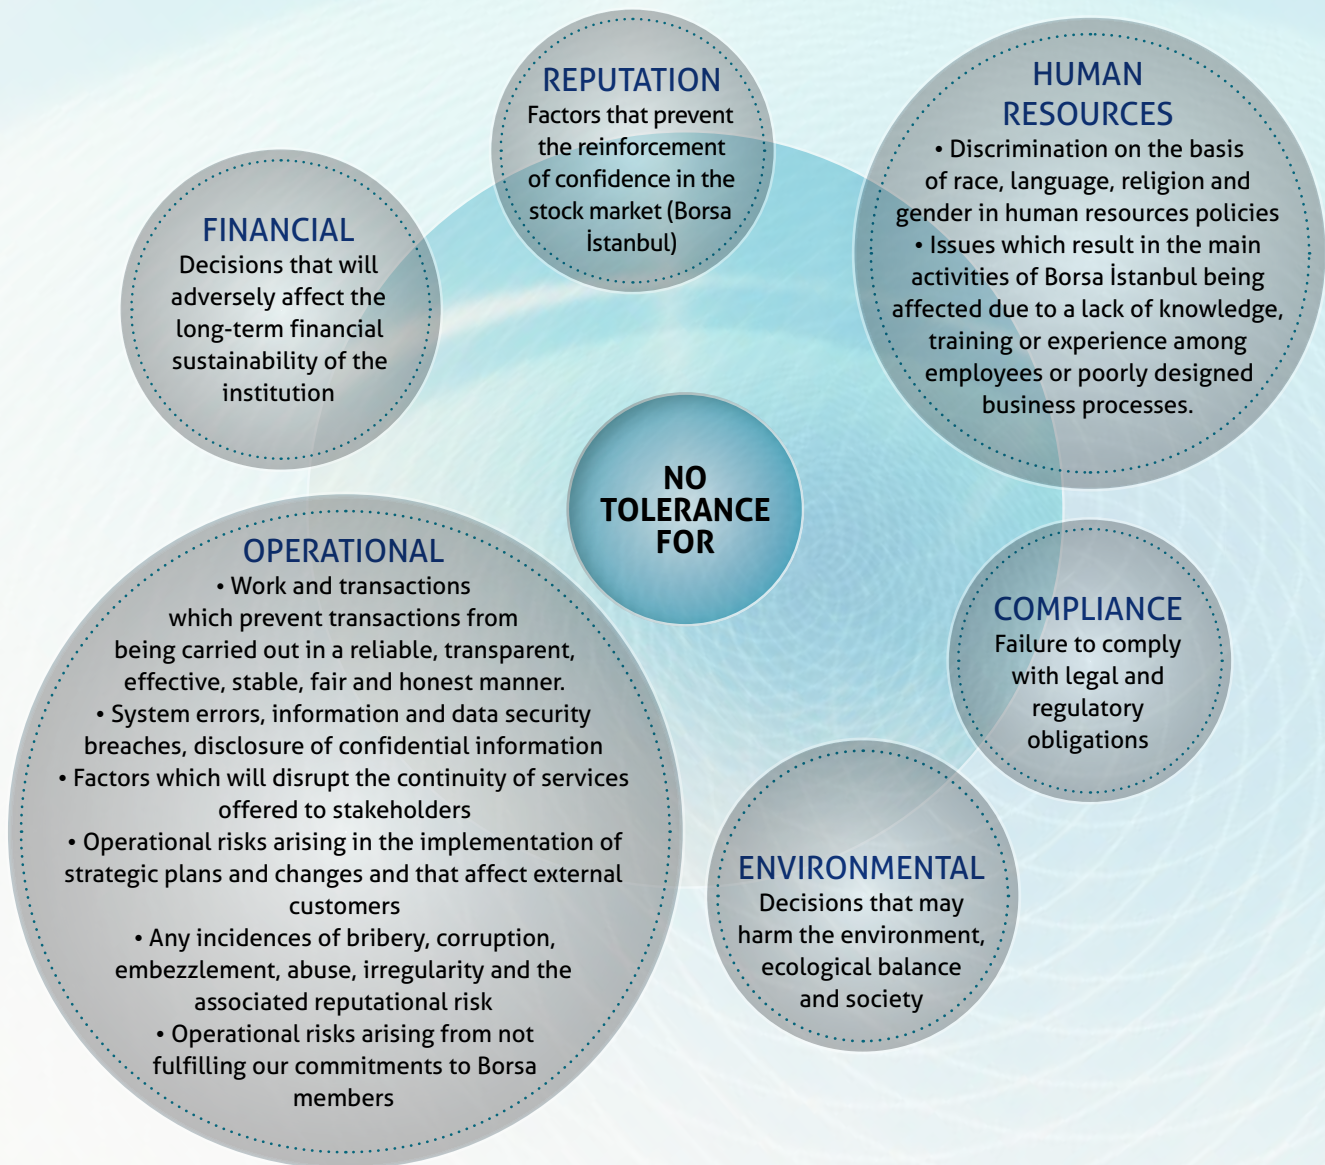 REPUTATION
Factors that prevent
the reinforcement
of confidence in the
stock market (Borsa
İstanbul)
HUMAN
RESOURCES
• Discrimination on the basis
of race, language, religion and
gender in human resources policies
• Issues which result in the main
activities of Borsa İstanbul being
affected due to a lack of knowledge,
training or experience among
employees or poorly designed
business processes.
FINANCIAL
Decisions that will
adversely affect the
long-term financial
sustainability of the
institution
NO
TOLERANCE
FOR
OPERATIONAL
• Work and transactions
which prevent transactions from
being carried out in a reliable, transparent,
effective, stable, fair and honest manner.
• System errors, information and data security
breaches, disclosure of confidential information
• Factors which will disrupt the continuity of services
offered to stakeholders
• Operational risks arising in the implementation of
strategic plans and changes and that affect external
customers
• Any incidences of bribery, corruption,
embezzlement, abuse, irregularity and the
associated reputational risk
• Operational risks arising from not
fulfilling our commitments to Borsa
members
COMPLIANCE
Failure to comply
with legal and
regulatory
obligations
ENVIRONMENTAL
Decisions that may
harm the environment,
ecological balance
and society